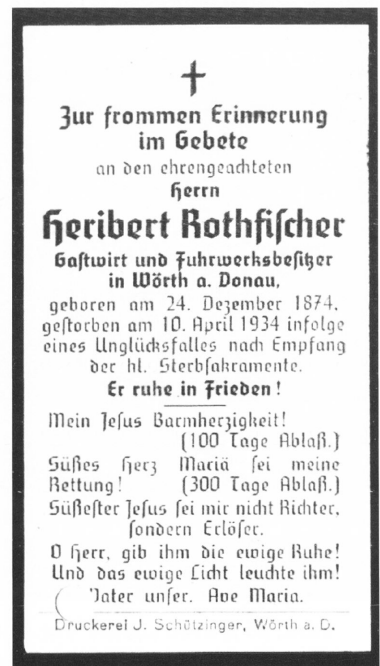 Zur frommen Erinnerung
im Gebete
an den ehrengeachteten
Herrn
Heribert Rothfiſcher
Gaſtwirt und Fuhrwerksbeſitzer
in Wörth a. Donau,
geboren am 24. Dezember 1874,
geſtorben am 10. April 1934 infolge
eines Unglücksfalles nach Empfang
der hl. Sterbſakramente.
Er ruhe in Frieden!
Mein Jeſus Barmherzigkeit!
(100 Tage Ablaß.)
Süßes Herz Mariä ſei meine
Rettung! (300 Tage Ablaß.)
Süßeſter Jeſus ſei mir nicht Richter,
ſondern Erlöſer.
O Herr, gib ihm die ewige Ruhe!
Und das ewige Licht leuchte ihm!
Vater unſer. Ave Maria.
Druckerei J. Schützinger, Wörth a. D.